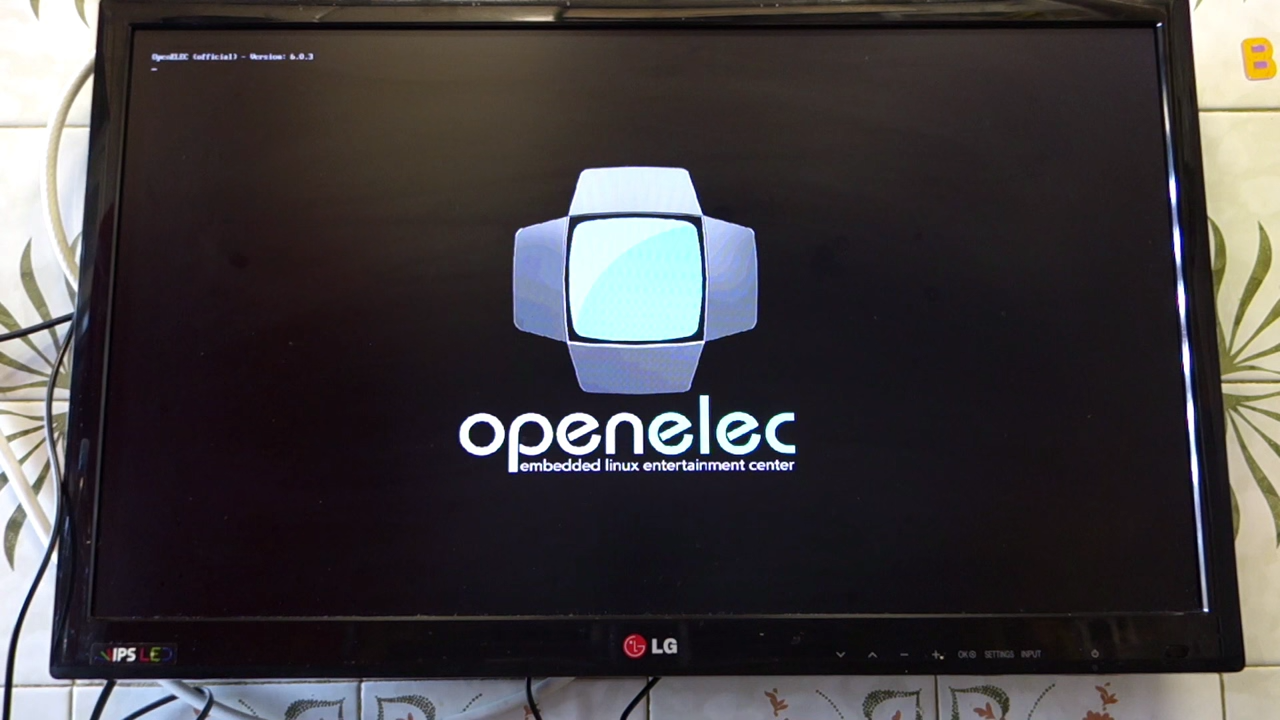 OpenELEC (official) - Version: 6.0.3
B
openelec
embedded linux entertainment center
IPS LED
LG
OK SETTINGS INPUT